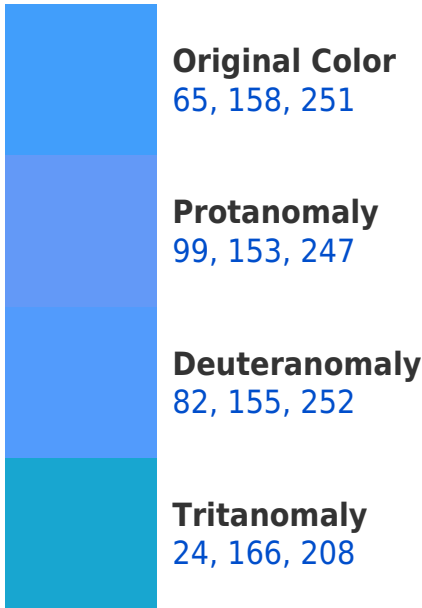 Original Color
65, 158, 251
Protanomaly
99, 153, 247
Deuteranomaly
82, 155, 252
Tritanomaly
24, 166, 208